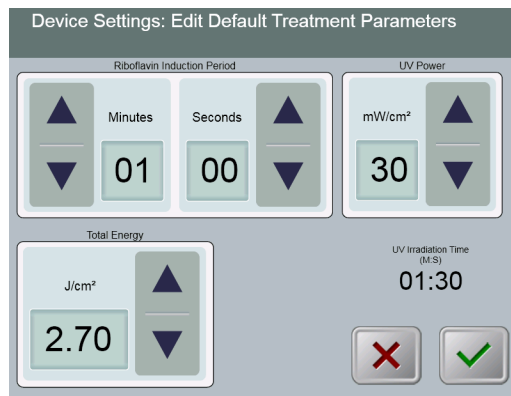 Device Settings: Edit Default Treatment Parameters
Riboflavin Induction Period
UV Power
Minutes
Seconds
mW/cm²
01
00
30
Total Energy
J/cm²
2.70
UV Irradiation Time
(M:S)
01:30